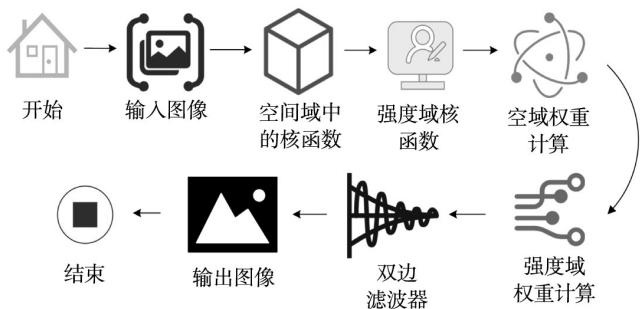 开始
输入图像
空间域中
的核函数
强度域核
函数
空域权重
计算
强度域
权重计算
双边
滤波器
输出图像
结束